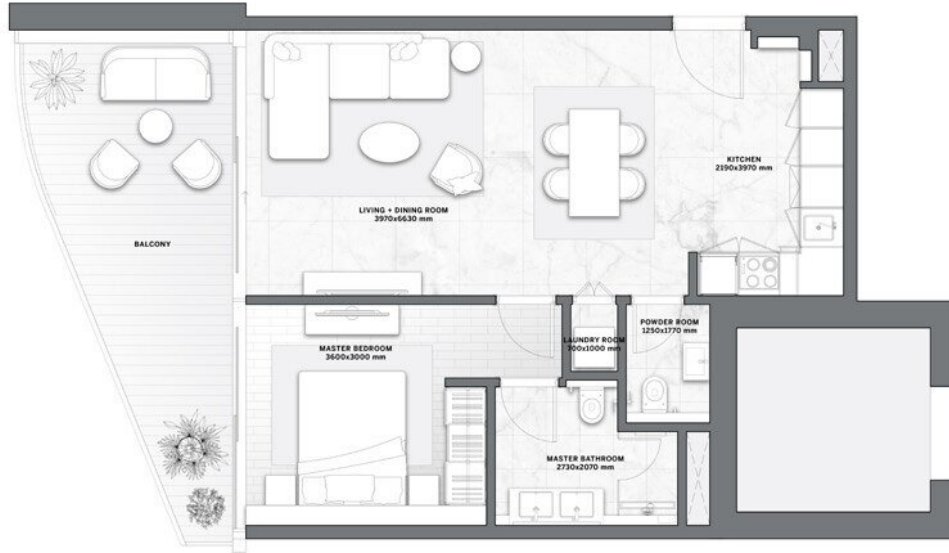 KITCHEN
2190x3970 mm
LIVING + DINING ROOM
3970x6630 mm
BALCONY
POWDER ROOM
1250x1770 mm
LAUNDRY ROOM
700x1000 mm
MASTER BEDROOM
3600x3000 mm
MASTER BATHROOM
2730x2070 mm